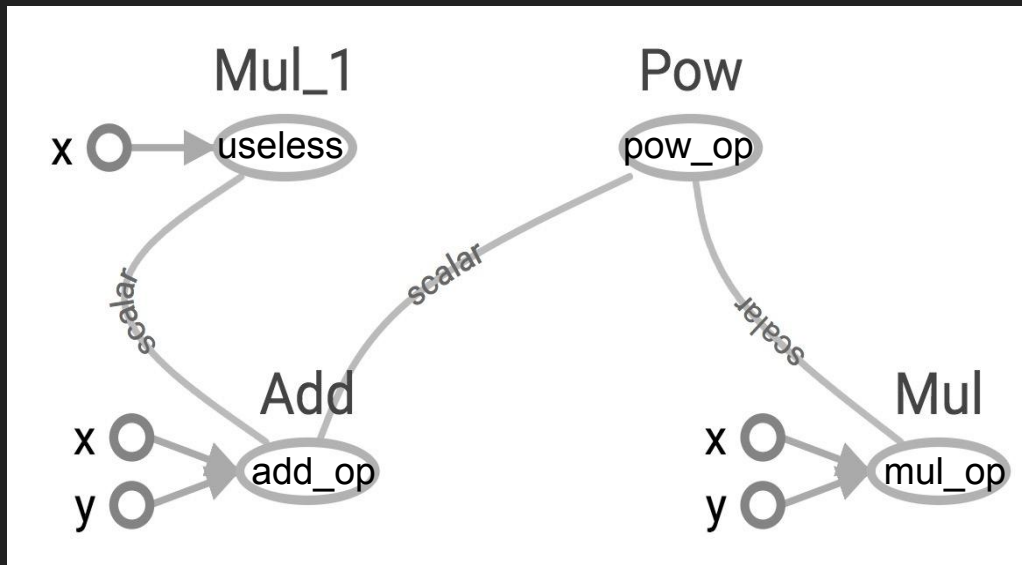 Mul_1
Pow
x
useless
pow_op
scalar
scalar
scalar
Add
Mul
x
add_op
y
x
mul_op
y